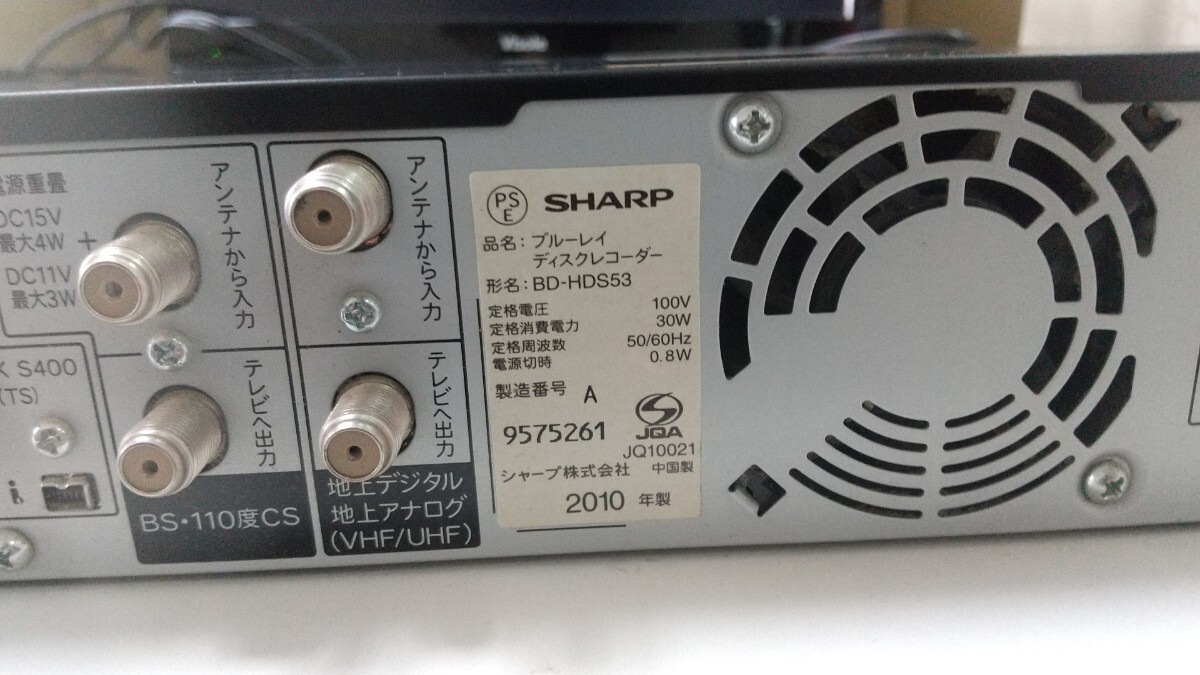 電源重畳
DC15V
最大4W
+
DC11V
最大3W
アンテナから入力
アンテナから入力
K S400
(TS)
i
テレビへ出力
テレビへ出力
BS・110度CS
地上デジタル
地上アナログ
(VHF/UHF)
PS
E
SHARP
品名: ブルーレイ
ディスクレコーダー
形名: BD-HDS53
定格電圧 100V
定格消費電力 30W
定格周波数 50/60Hz
電源切時 0.8W
製造番号 A
9575261
JQA
JQ10021
シャープ株式会社 中国製
2010 年製